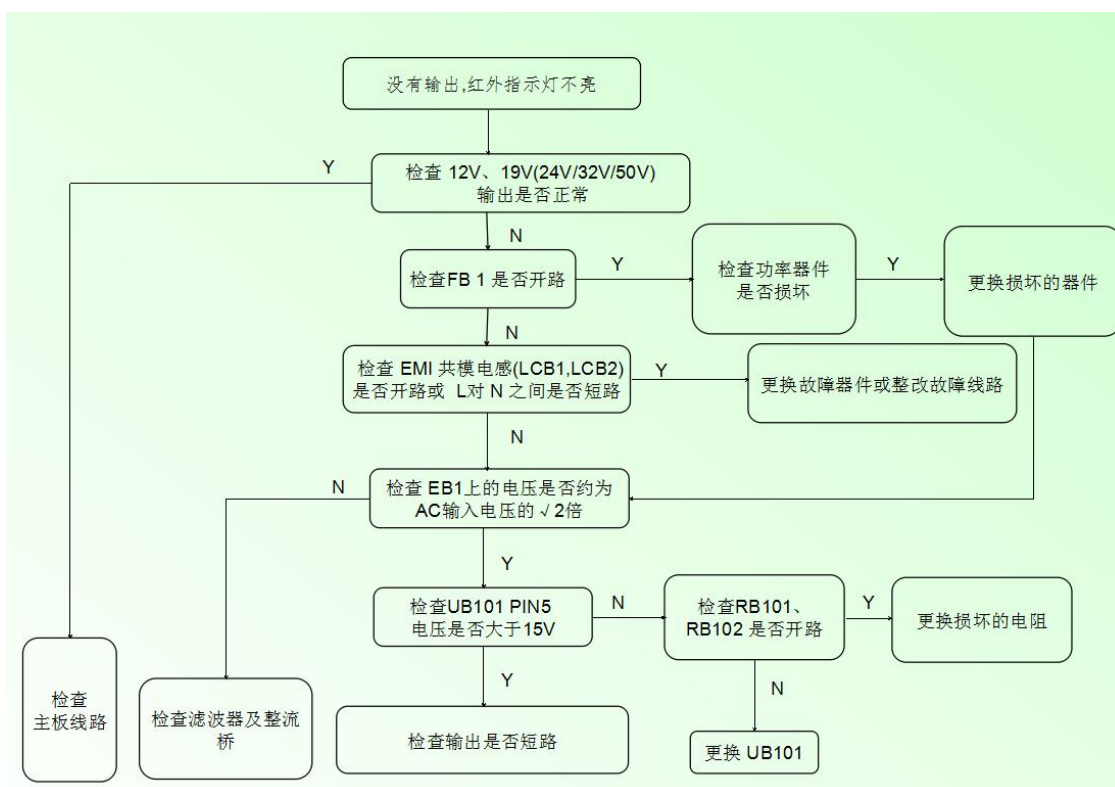 没有输出,红外指示灯不亮
Y
检查 12V、19V(24V/32V/50V)
输出是否正常
N
检查FB 1 是否开路
Y
检查功率器件
是否损坏
Y
更换损坏的器件
N
检查 EMI 共模电感(LCB1,LCB2)
是否开路或 L对 N 之间是否短路
Y
更换故障器件或整改故障线路
N
N
检查 EB1上的电压是否约为
AC输入电压的√2倍
Y
检查UB101 PIN5
电压是否大于15V
N
检查RB101、
RB102 是否开路
Y
更换损坏的电阻
Y
N
检查
主板线路
检查滤波器及整流
桥
检查输出是否短路
更换 UB101